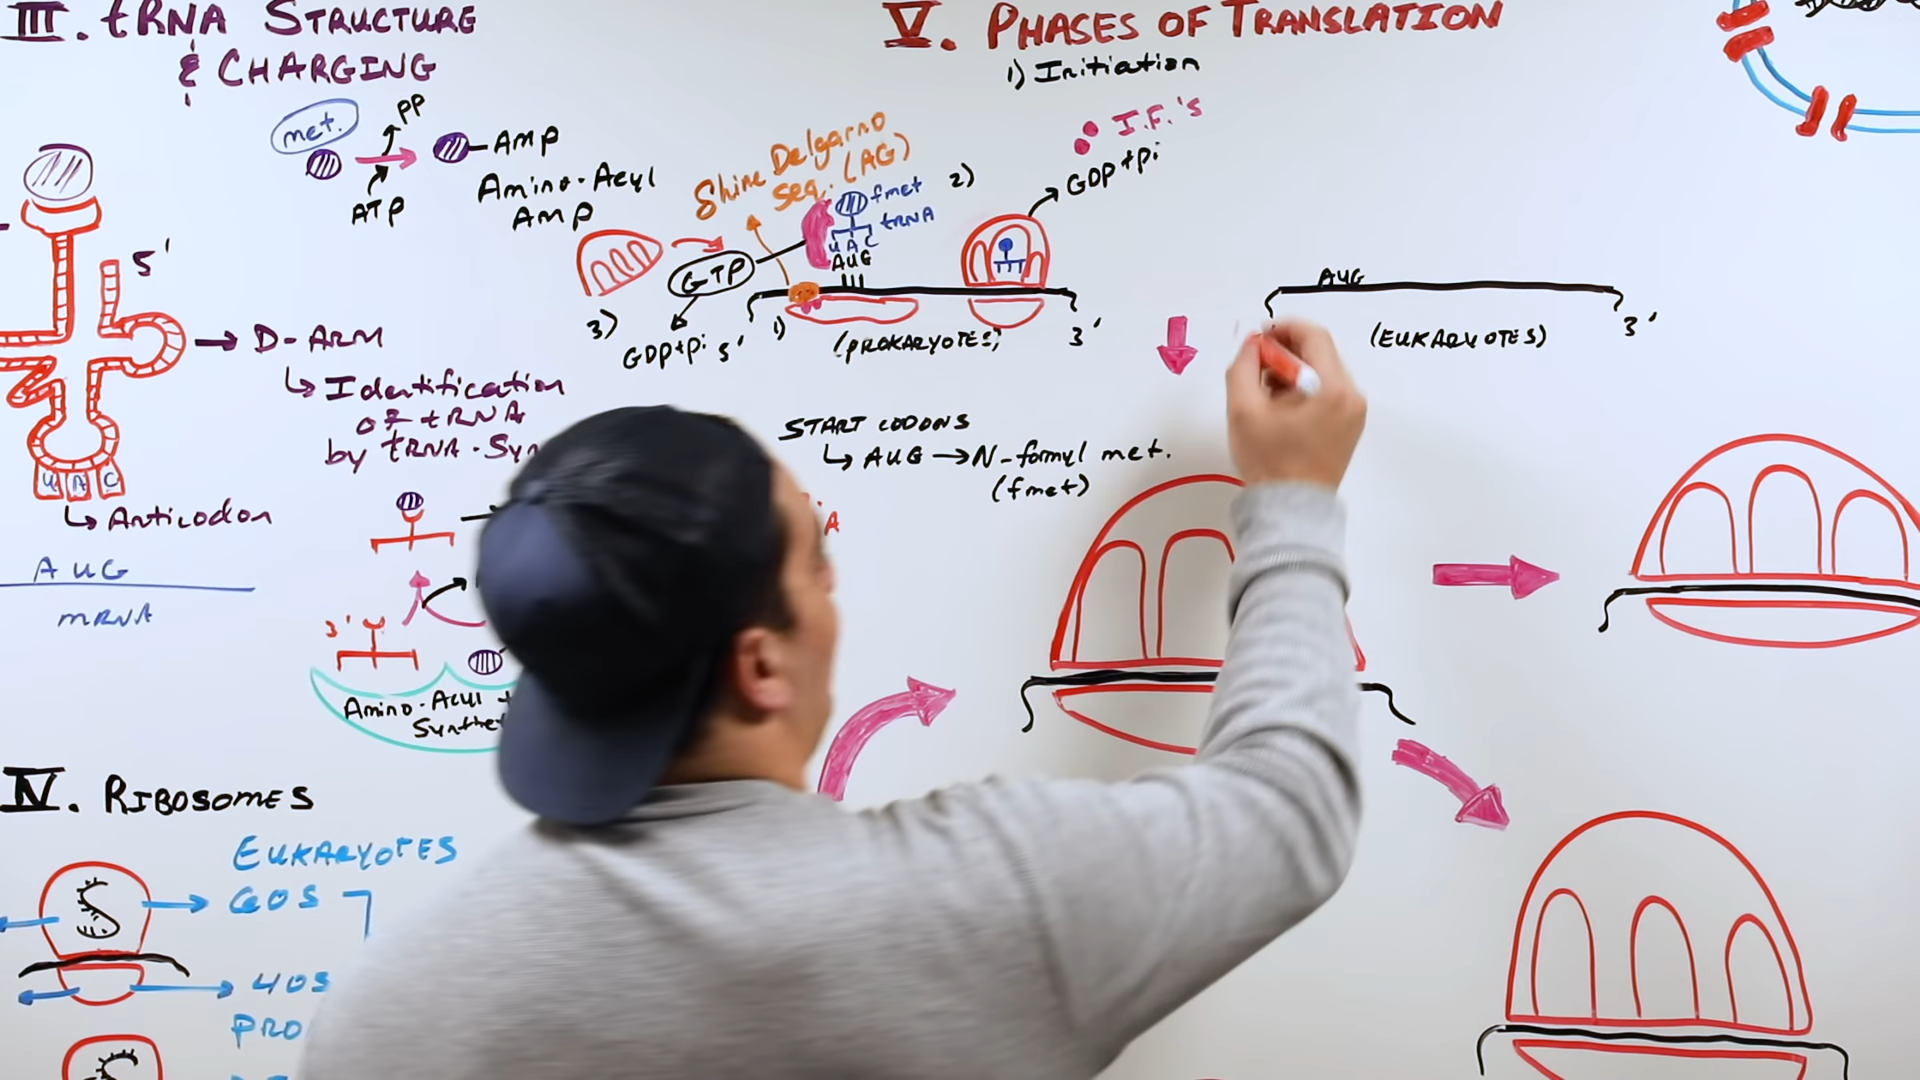 III. tRNA STRUCTURE
& CHARGING
met.
PP
AMP
ATP
Amino-Acyl
AMP
5'
D-ARM
Identification
of tRNA
by tRNA-Syn
U A C
Anticodon
AUG
mRNA
3'
Amino-Acyl
Synthe
IV. RIBOSOMES
EUKARYOTES
60S
40S
PRO
V. PHASES OF TRANSLATION
1) Initiation
I.F.'s
GDP+Pi
Shine Delgarno
Seq. (AG)
fmet
tRNA
2)
UAC
AUG
GTP
3)
GDP+Pi
5'
1)
(PROKARYOTES)
3'
AUG
(EUKARYOTES)
3'
START CODONS
AUG → N-formyl met.
(fmet)